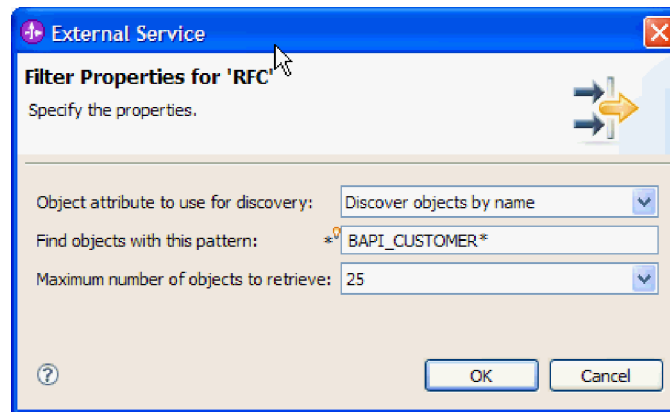 External Service
Filter Properties for 'RFC'
Specify the properties.
Object attribute to use for discovery: Discover objects by name
Find objects with this pattern: * BAPI_CUSTOMER*
Maximum number of objects to retrieve: 25
? OK Cancel